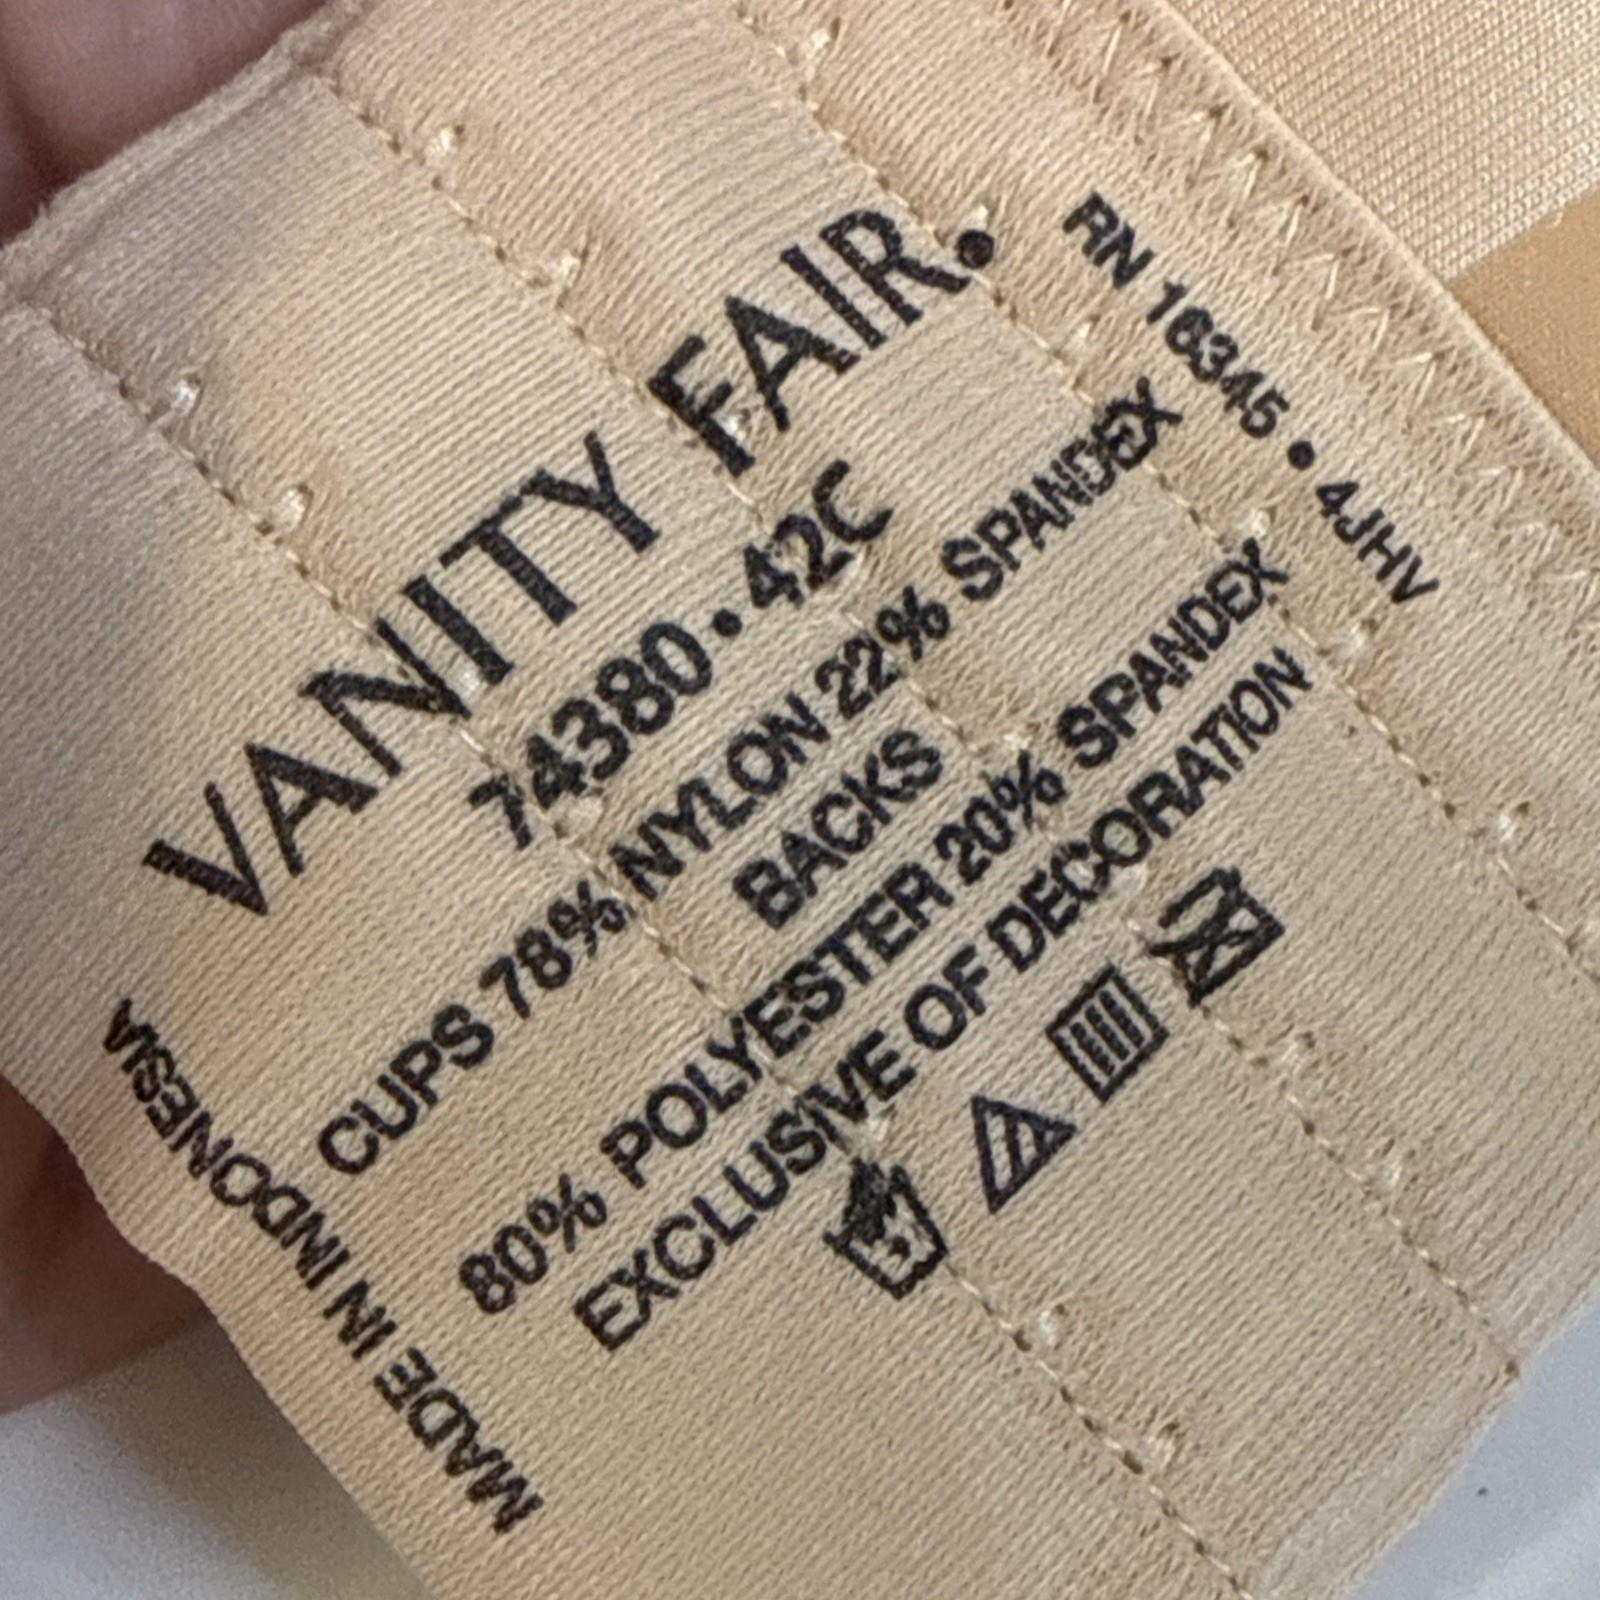 VANITY FAIR.
74380 • 42C
CUPS 78% NYLON 22% SPANDEX
BACKS
80% POLYESTER 20% SPANDEX
EXCLUSIVE OF DECORATION
RN 16345 • 4JHV
MADE IN INDONESIA